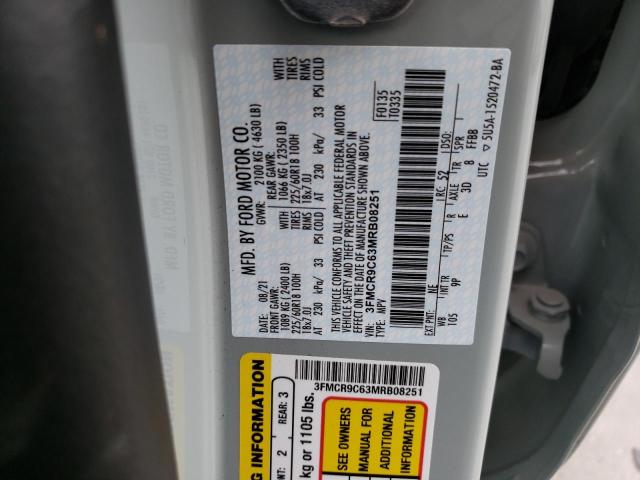 MFD. BY FORD MOTOR CO.
DATE: 08/21 GVWR: 2100 KG ( 4630 LB)
FRONT GAWR: REAR GAWR:
1089 KG ( 2400 LB) WITH 1066 KG ( 2350 LB) WITH
225/60R18 100H TIRES 225/60R18 100H TIRES
18x7.0J RIMS 18x7.0J RIMS
AT 230 kPa/ 33 PSI COLD AT 230 kPa/ 33 PSI COLD
THIS VEHICLE CONFORMS TO ALL APPLICABLE FEDERAL MOTOR
VEHICLE SAFETY AND THEFT PREVENTION STANDARDS IN
EFFECT ON THE DATE OF MANUFACTURE SHOWN ABOVE.
VIN: 3FMCR9C63MRB08251 F0135
TYPE: MPV T0335
EXT PNT: NE RC: 52 DSO:
WB INT TR TP/PS R AXLE TR SPR
105 9P E 3D 8 FFBB
UTC 5U5A-1520472-BA
3FMCR9C63MRB08251
INFORMATION
2 REAR: 3
kg or 1105 lbs.
SEE OWNERS
MANUAL FOR
ADDITIONAL
INFORMATION